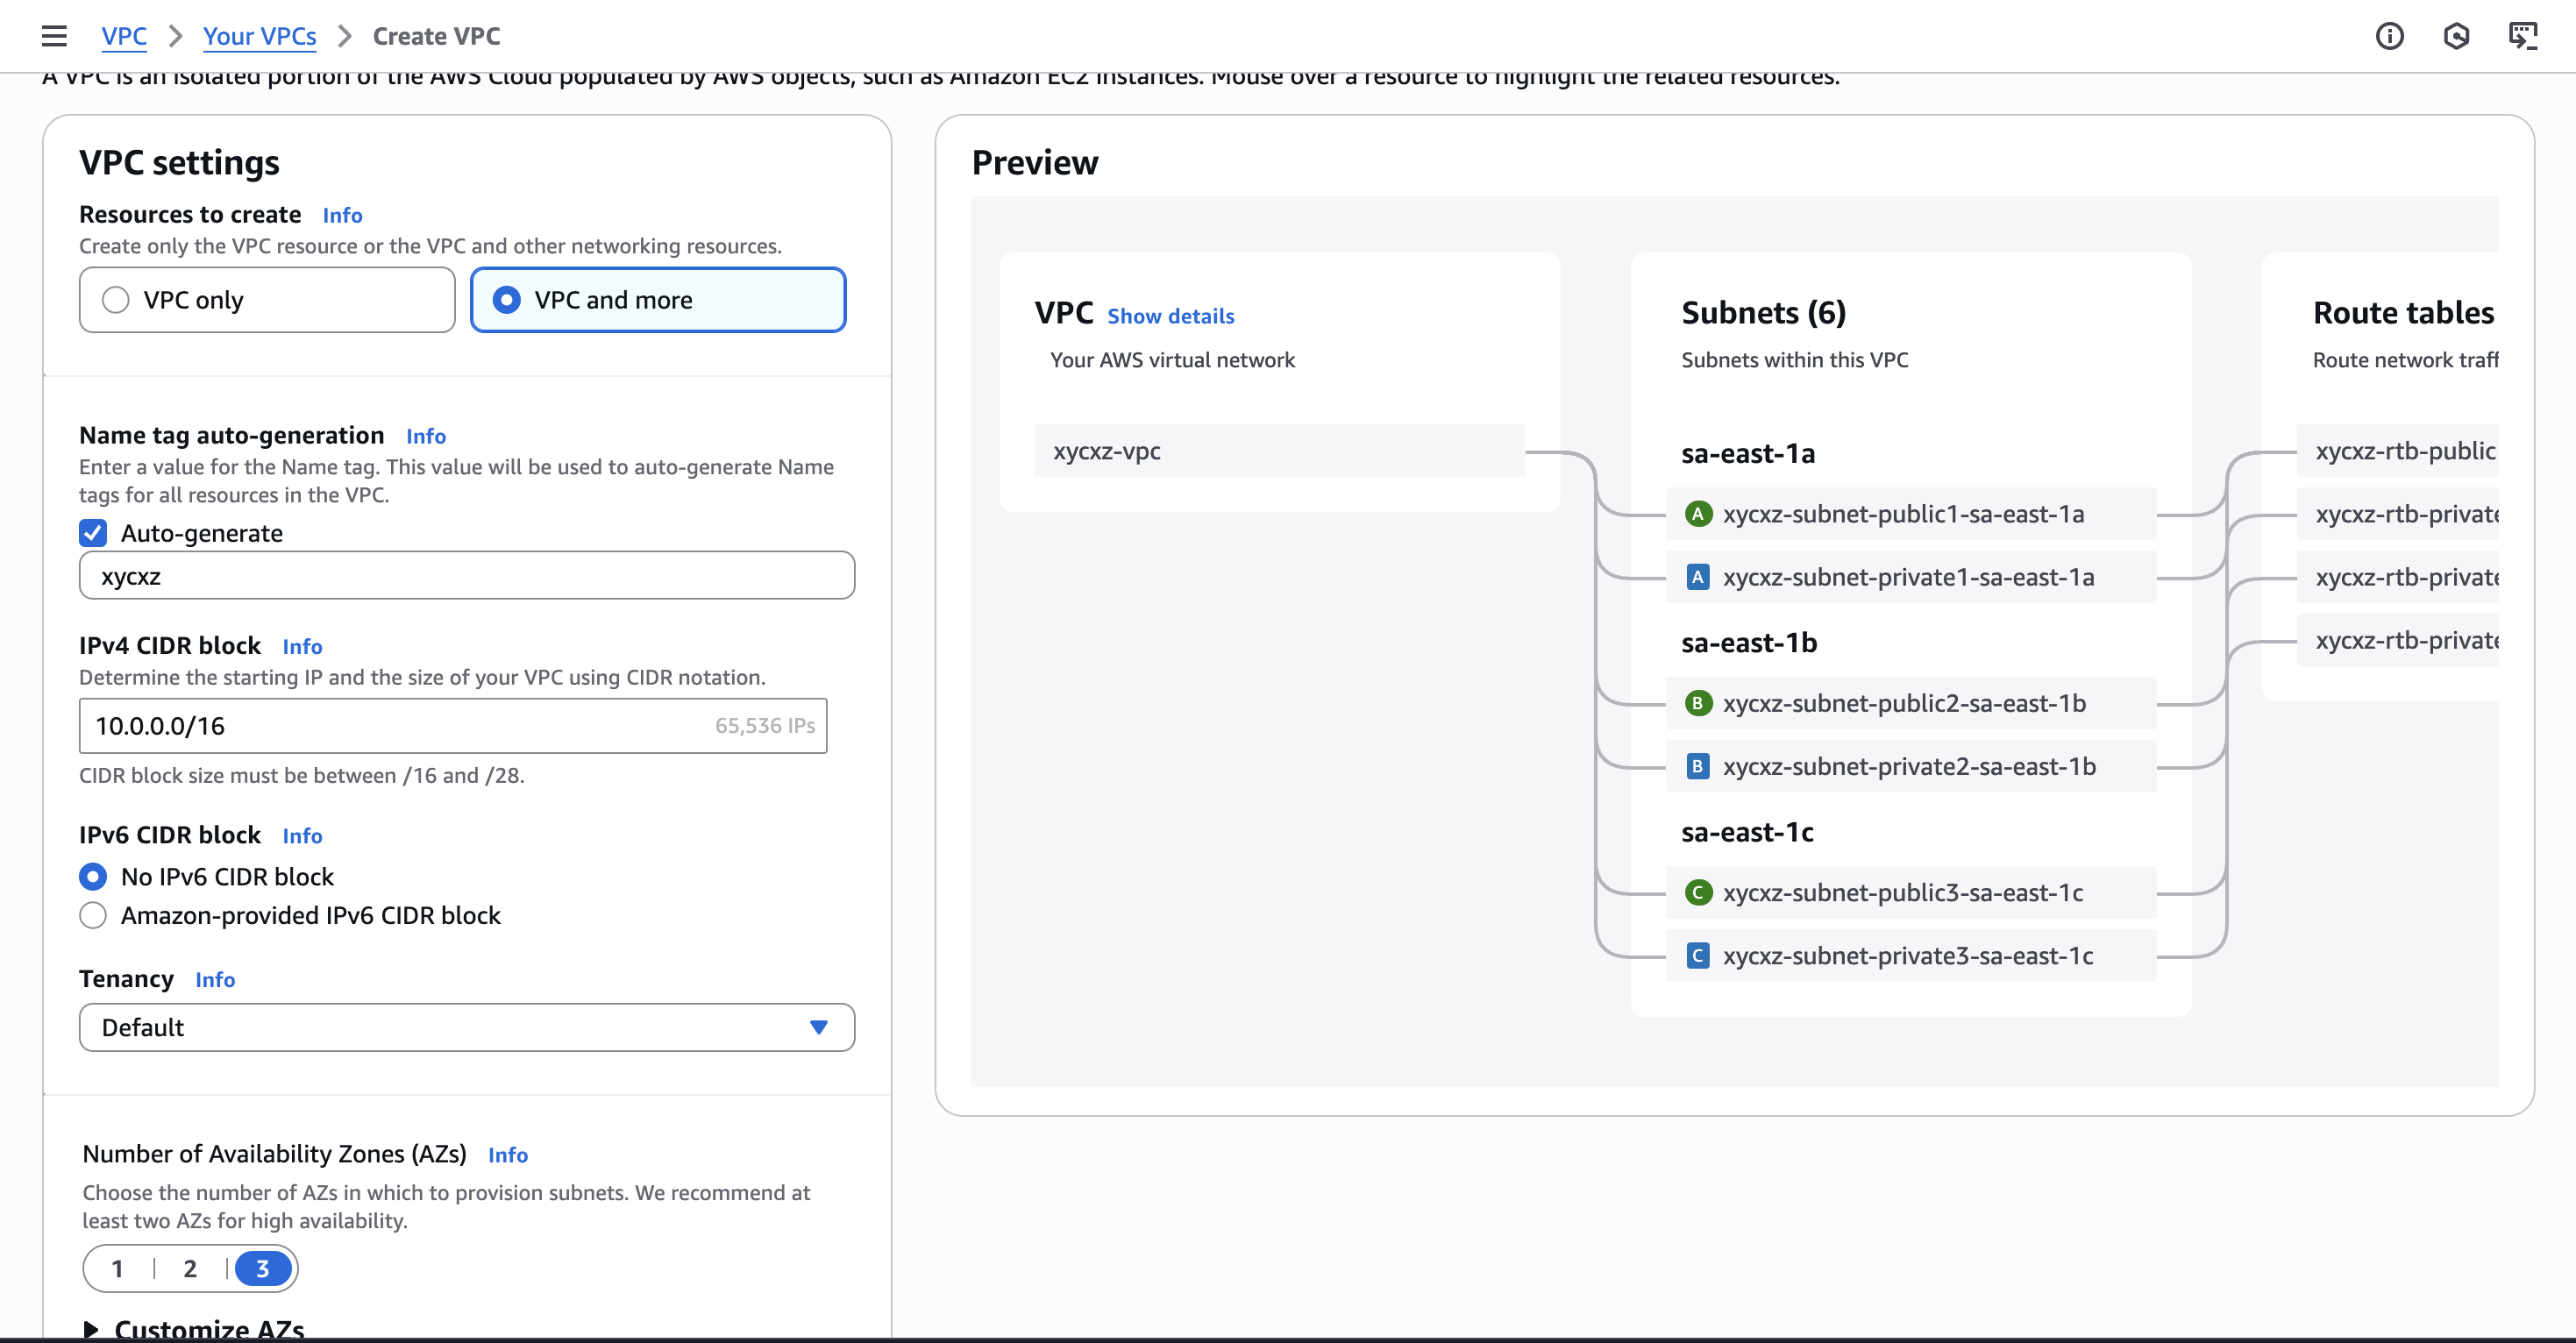 VPC > Your VPCs > Create VPC
A VPC is an isolated portion of the AWS Cloud populated by AWS objects, such as Amazon EC2 instances. Mouse over a resource to highlight the related resources.
VPC settings
Resources to create Info
Create only the VPC resource or the VPC and other networking resources.
VPC only
VPC and more
Name tag auto-generation Info
Enter a value for the Name tag. This value will be used to auto-generate Name
tags for all resources in the VPC.
Auto-generate
xycxz
IPv4 CIDR block Info
Determine the starting IP and the size of your VPC using CIDR notation.
10.0.0.0/16 65,536 IPs
CIDR block size must be between /16 and /28.
IPv6 CIDR block Info
No IPv6 CIDR block
Amazon-provided IPv6 CIDR block
Tenancy Info
Default
Number of Availability Zones (AZs) Info
Choose the number of AZs in which to provision subnets. We recommend at
least two AZs for high availability.
1 | 2 | 3
Customize AZs
Preview
VPC Show details
Your AWS virtual network
xycxz-vpc
Subnets (6)
Subnets within this VPC
sa-east-1a
A xycxz-subnet-public1-sa-east-1a
A xycxz-subnet-private1-sa-east-1a
sa-east-1b
B xycxz-subnet-public2-sa-east-1b
B xycxz-subnet-private2-sa-east-1b
sa-east-1c
C xycxz-subnet-public3-sa-east-1c
C xycxz-subnet-private3-sa-east-1c
Route tables
Route network traff
xycxz-rtb-public
xycxz-rtb-private
xycxz-rtb-private
xycxz-rtb-private